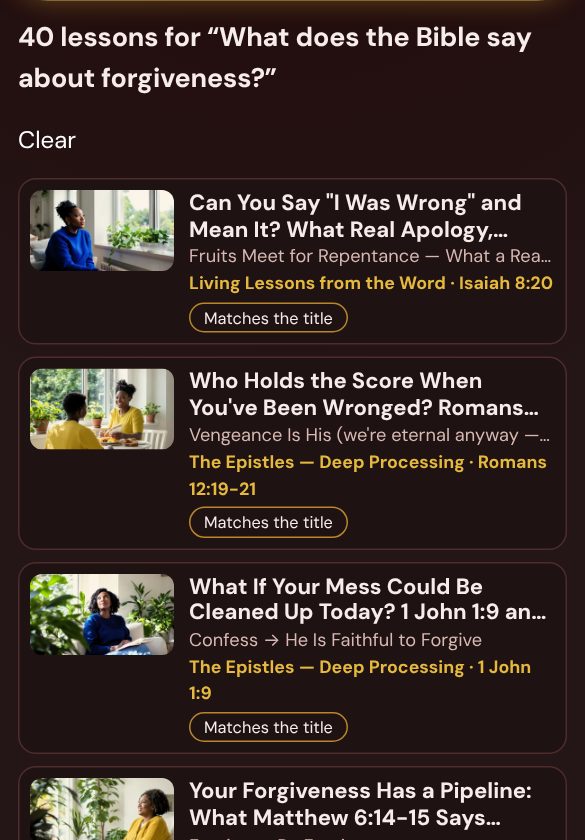 40 lessons for “What does the Bible say
about forgiveness?”
Clear
Can You Say "I Was Wrong" and
Mean It? What Real Apology,...
Fruits Meet for Repentance — What a Rea...
Living Lessons from the Word · Isaiah 8:20
Matches the title
Who Holds the Score When
You've Been Wronged? Romans...
Vengeance Is His (we're eternal anyway —...
The Epistles — Deep Processing · Romans
12:19–21
Matches the title
What If Your Mess Could Be
Cleaned Up Today? 1 John 1:9 an...
Confess → He Is Faithful to Forgive
The Epistles — Deep Processing · 1 John
1:9
Matches the title
Your Forgiveness Has a Pipeline:
What Matthew 6:14-15 Says...